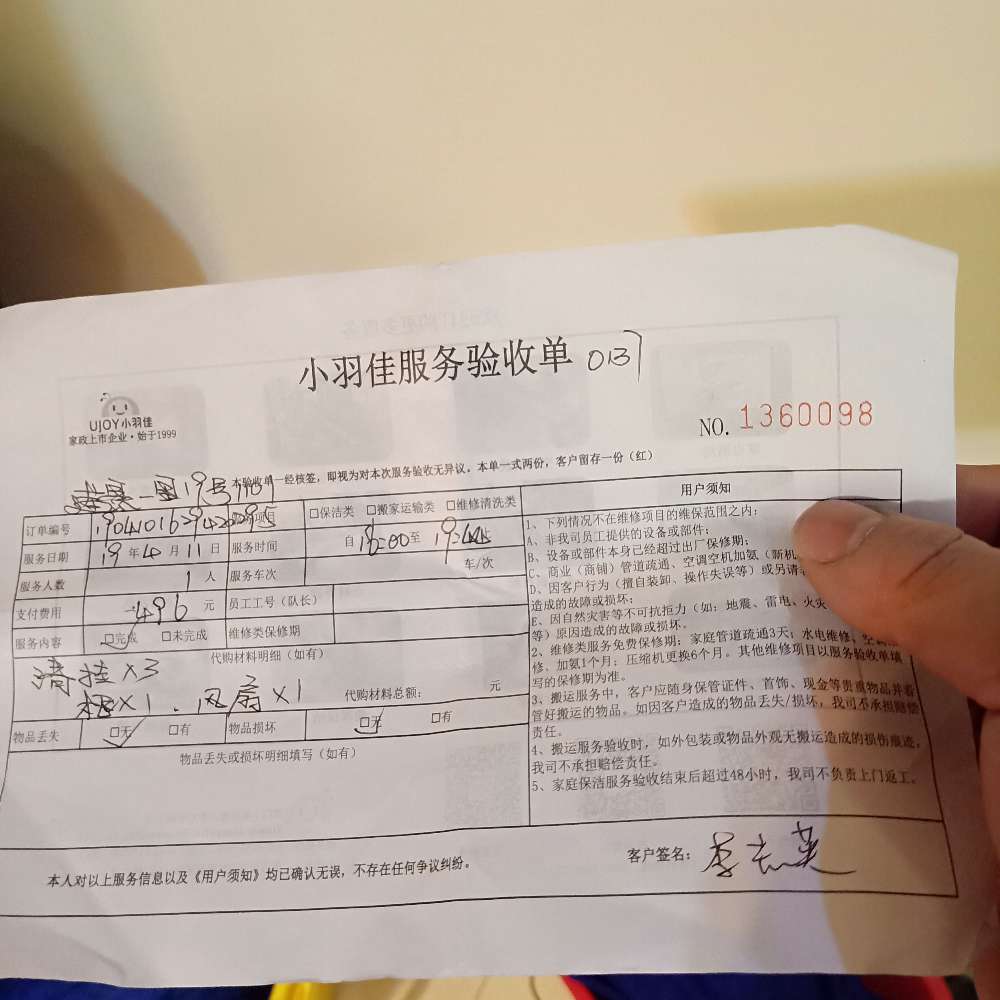 小羽佳服务验收单 013
UJOY小羽佳
家政上市企业·始于1999
NO. 1360098
一里19号1101
本验收单一经核签，即视为对本次服务验收无异议，本单一式两份，客户留存一份（红）
订单编号
项目 □保洁类 □搬家运输类 □维修清洗类
服务日期 19 年 月 11 日 服务时间 自 18:00 至
服务人数 1 人 服务车次 车/次
支付费用 496 元 员工工号（队长）
服务内容 □完成 □未完成 维修类保修期
代购材料明细（如有）
清挂×3
柜×1.风扇×1 代购材料总额： 元
物品丢失 □无 □有 物品损坏 □无 □有
物品丢失或损坏明细填写（如有）
用户须知
1、下列情况不在维修项目的维保范围之内：
A、非我司员工提供的设备或部件；
B、设备或部件本身已经超过出厂保修期；
C、商业（商铺）管道疏通、空调空机加氨（新机
D、因客户行为（擅自装卸、操作失误等）或另请
造成的故障或损坏；
E、因自然灾害等不可抗拒力（如：地震、雷电、火灾
等）原因造成的故障或损坏。
2、维修类服务免费保修期：家庭管道疏通3天；水电维修、空调
修、加氨1个月；压缩机更换6个月。其他维修项目以服务验收单填
写的保修期为准。
3、搬运服务中，客户应随身保管证件、首饰、现金等贵重物品并看
管好搬运的物品。如因客户造成的物品丢失/损坏，我司不承担赔偿
责任。
4、搬运服务验收时，如外包装或物品外观无搬运造成的损伤痕迹，
我司不承担赔偿责任。
5、家庭保洁服务验收结束后超过48小时，我司不负责上门返工。
本人对以上服务信息以及《用户须知》均已确认无误，不存在任何争议纠纷。
客户签名： 李志英